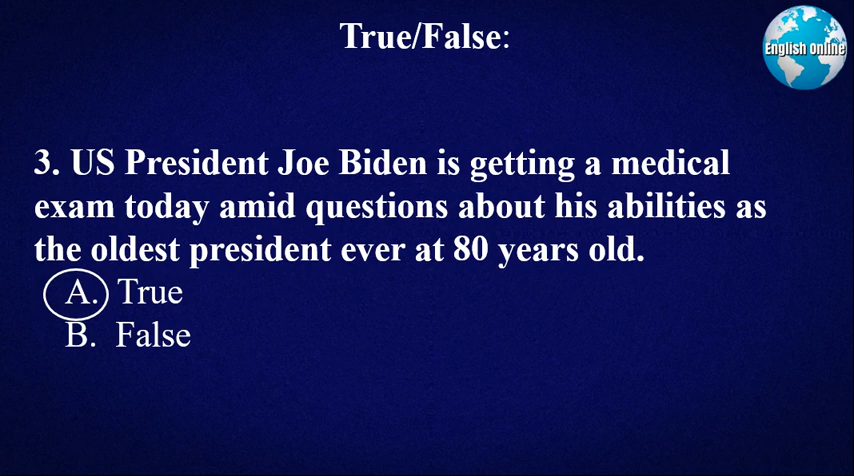 True/False:
English Online
3. US President Joe Biden is getting a medical
exam today amid questions about his abilities as
the oldest president ever at 80 years old.
A. True
B. False